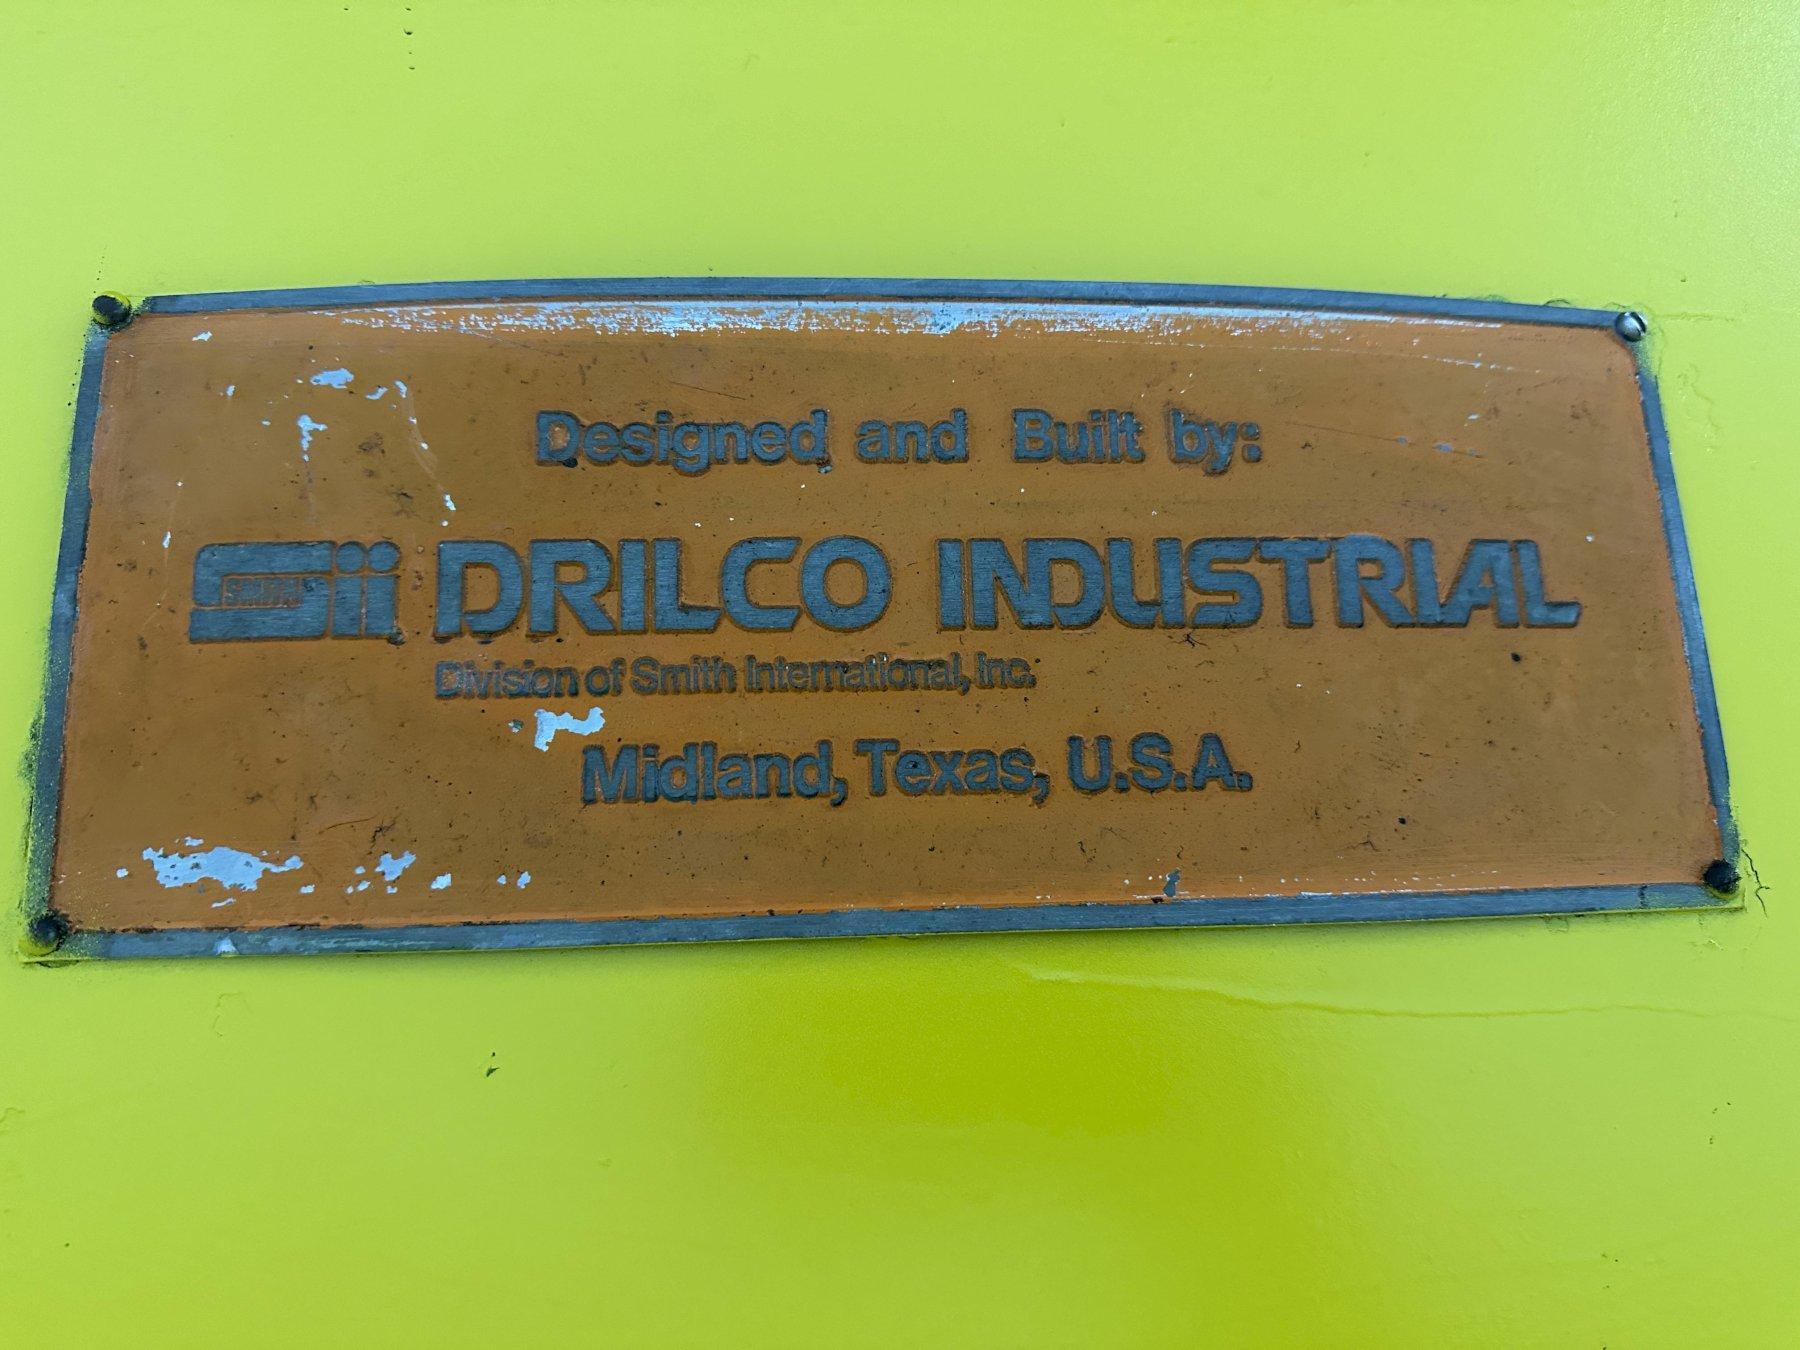 Designed and Built by:
SMITH Sii DRILCO INDUSTRIAL
Division of Smith International, Inc.
Midland, Texas, U.S.A.